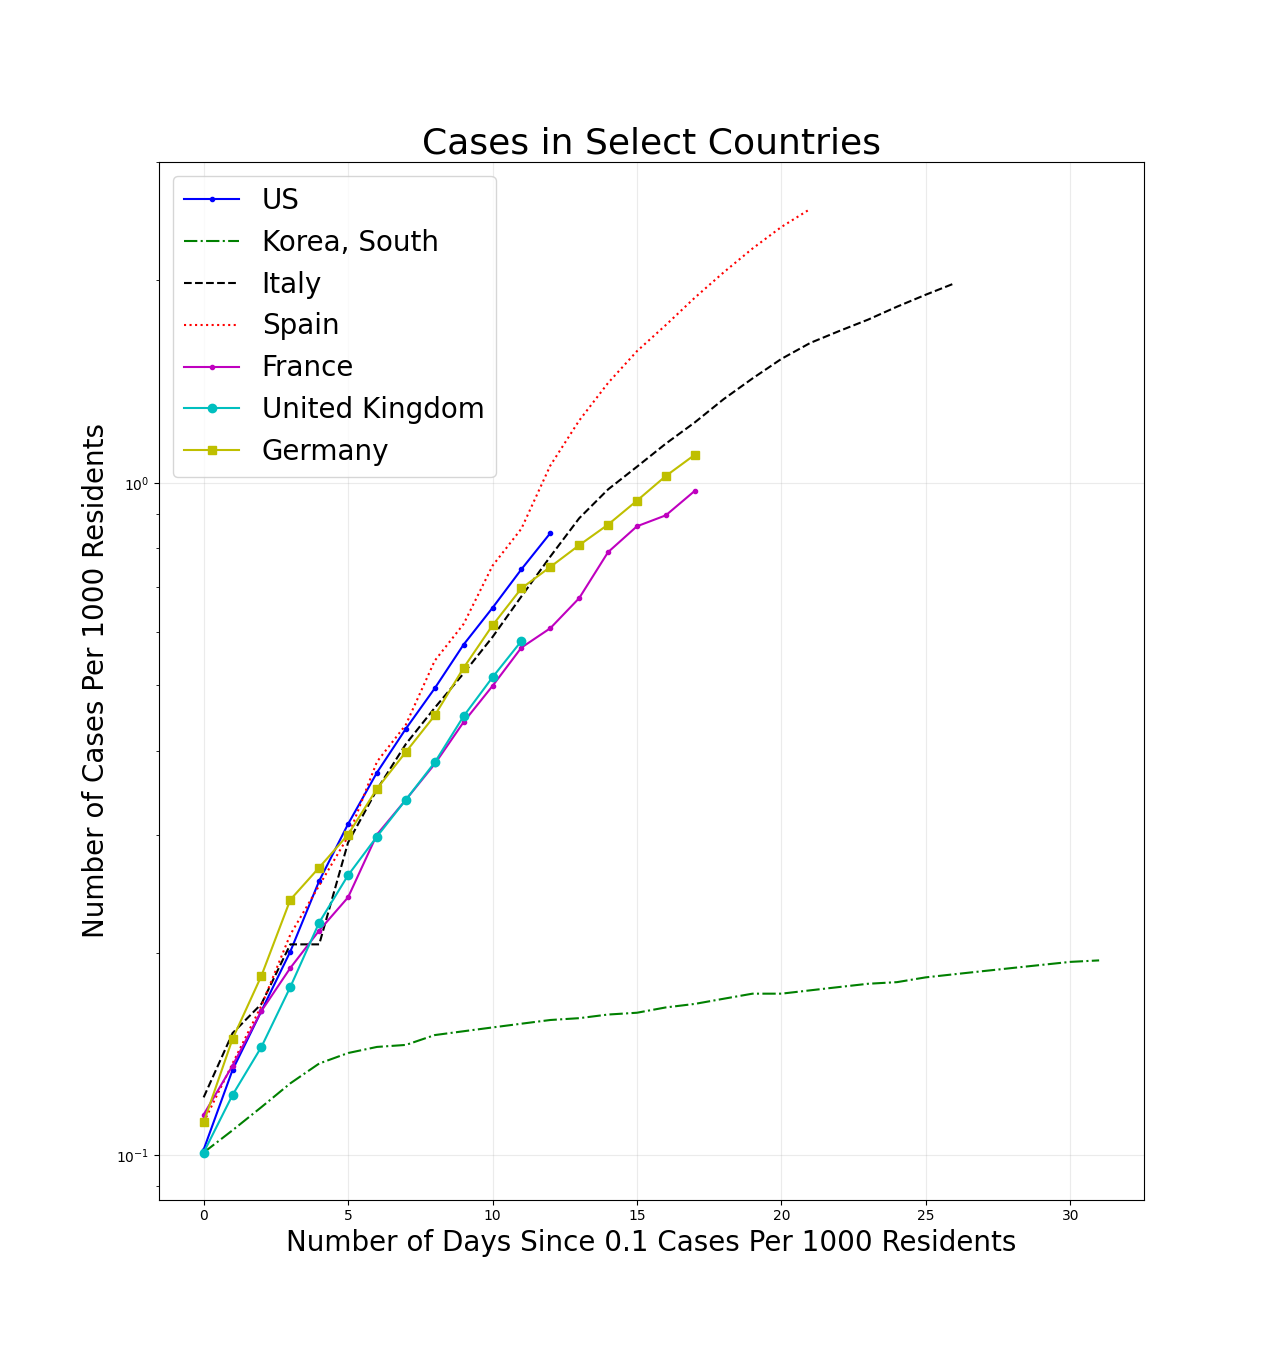 Cases in Select Countries
US
Korea, South
Italy
Spain
France
United Kingdom
Germany
Number of Cases Per 1000 Residents
10⁰
10⁻¹
0 5 10 15 20 25 30
Number of Days Since 0.1 Cases Per 1000 Residents